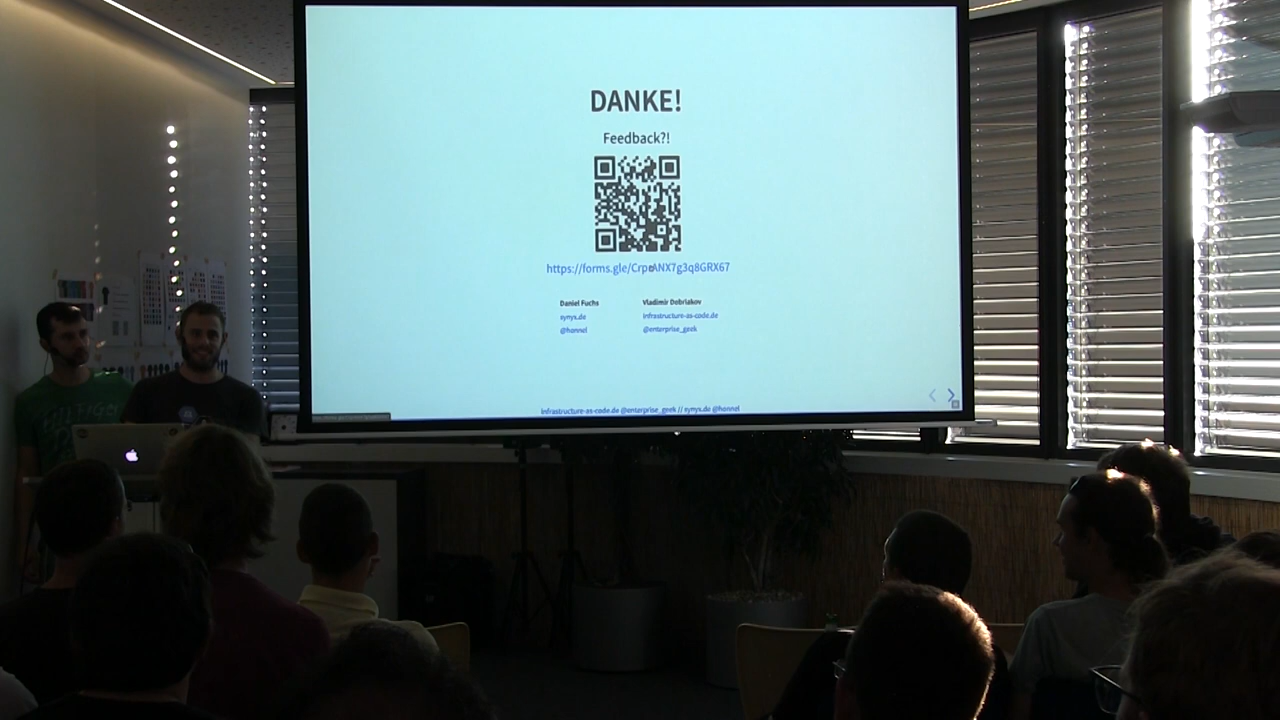 DANKE!
Feedback?!
https://forms.gle/CrpeANX7g3q8GRX67
Daniel Fuchs
synyx.de
@honnel
Vladimir Dobriakov
infrastructure-as-code.de
@enterprise_geek
infrastructure-as-code.de @enterprise_geek // synyx.de @honnel